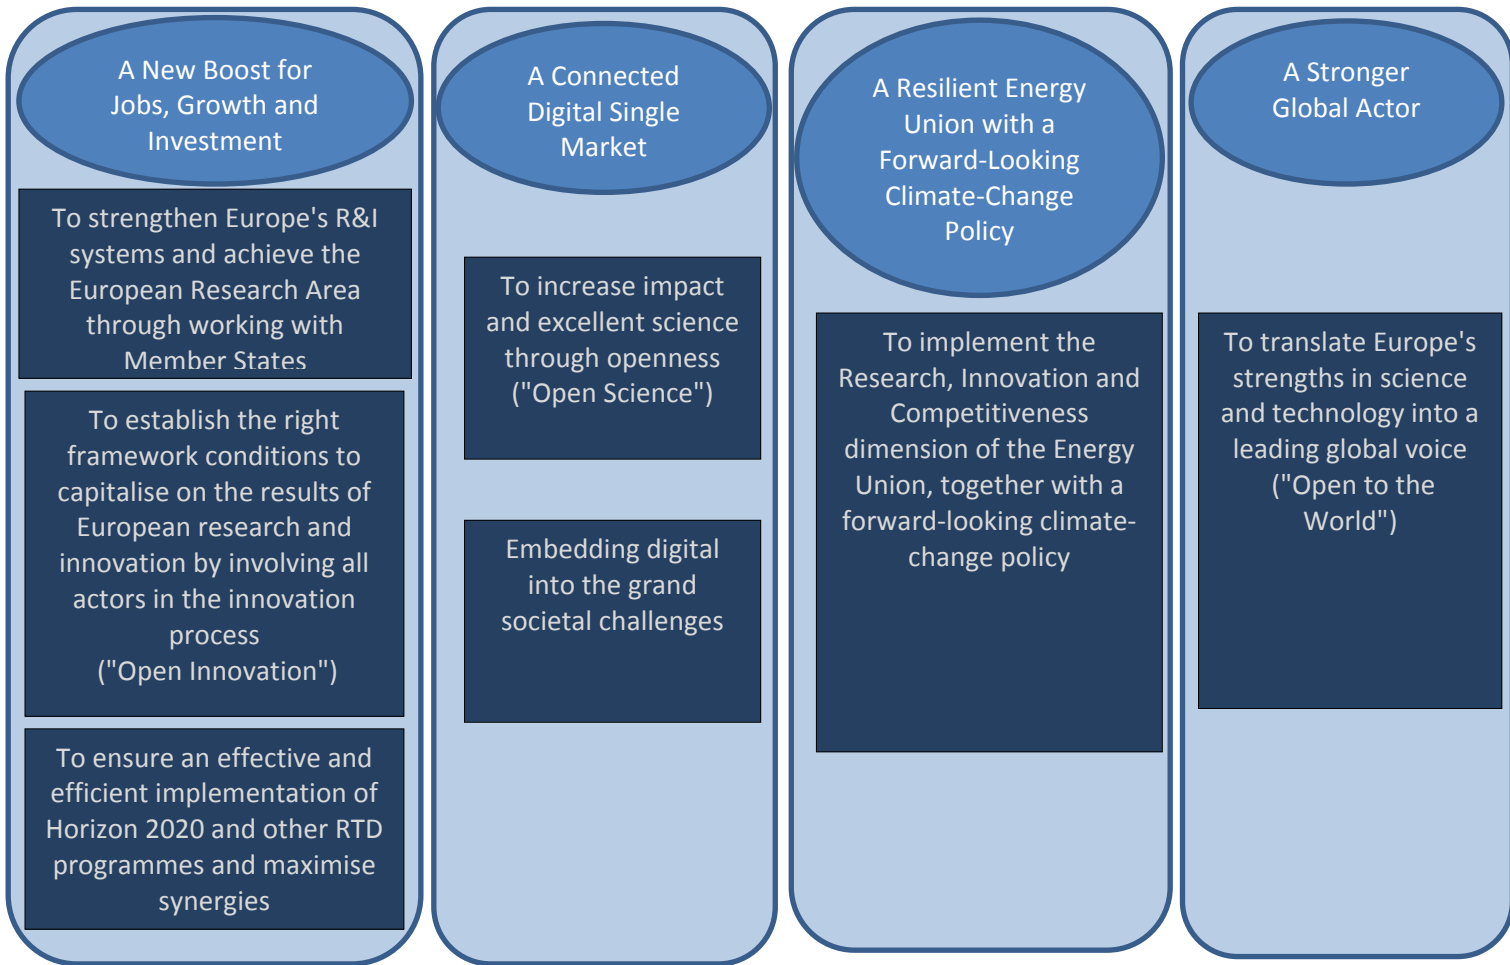 A New Boost for
Jobs, Growth and
Investment
To strengthen Europe's R&I
systems and achieve the
European Research Area
through working with
Member States
To establish the right
framework conditions to
capitalise on the results of
European research and
innovation by involving all
actors in the innovation
process
("Open Innovation")
To ensure an effective and
efficient implementation of
Horizon 2020 and other RTD
programmes and maximise
synergies
A Connected
Digital Single
Market
To increase impact
and excellent science
through openness
("Open Science")
Embedding digital
into the grand
societal challenges
A Resilient Energy
Union with a
Forward-Looking
Climate-Change
Policy
To implement the
Research, Innovation and
Competitiveness
dimension of the Energy
Union, together with a
forward-looking climate-
change policy
A Stronger
Global Actor
To translate Europe's
strengths in science
and technology into a
leading global voice
("Open to the
World")